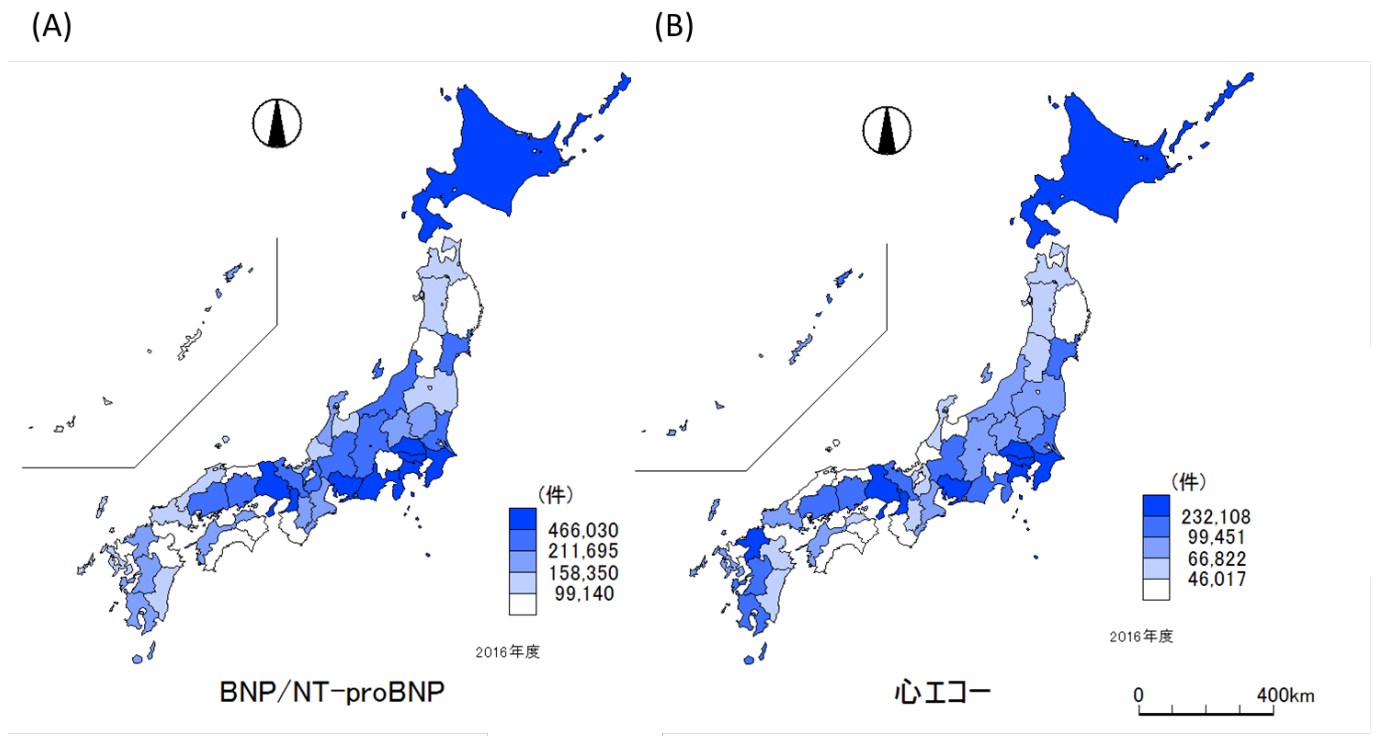 (A)
(B)
(件)
466,030
211,695
158,350
99,140
2016年度
BNP/NT-proBNP
(件)
232,108
99,451
66,822
46,017
2016年度
心エコー
0 400km